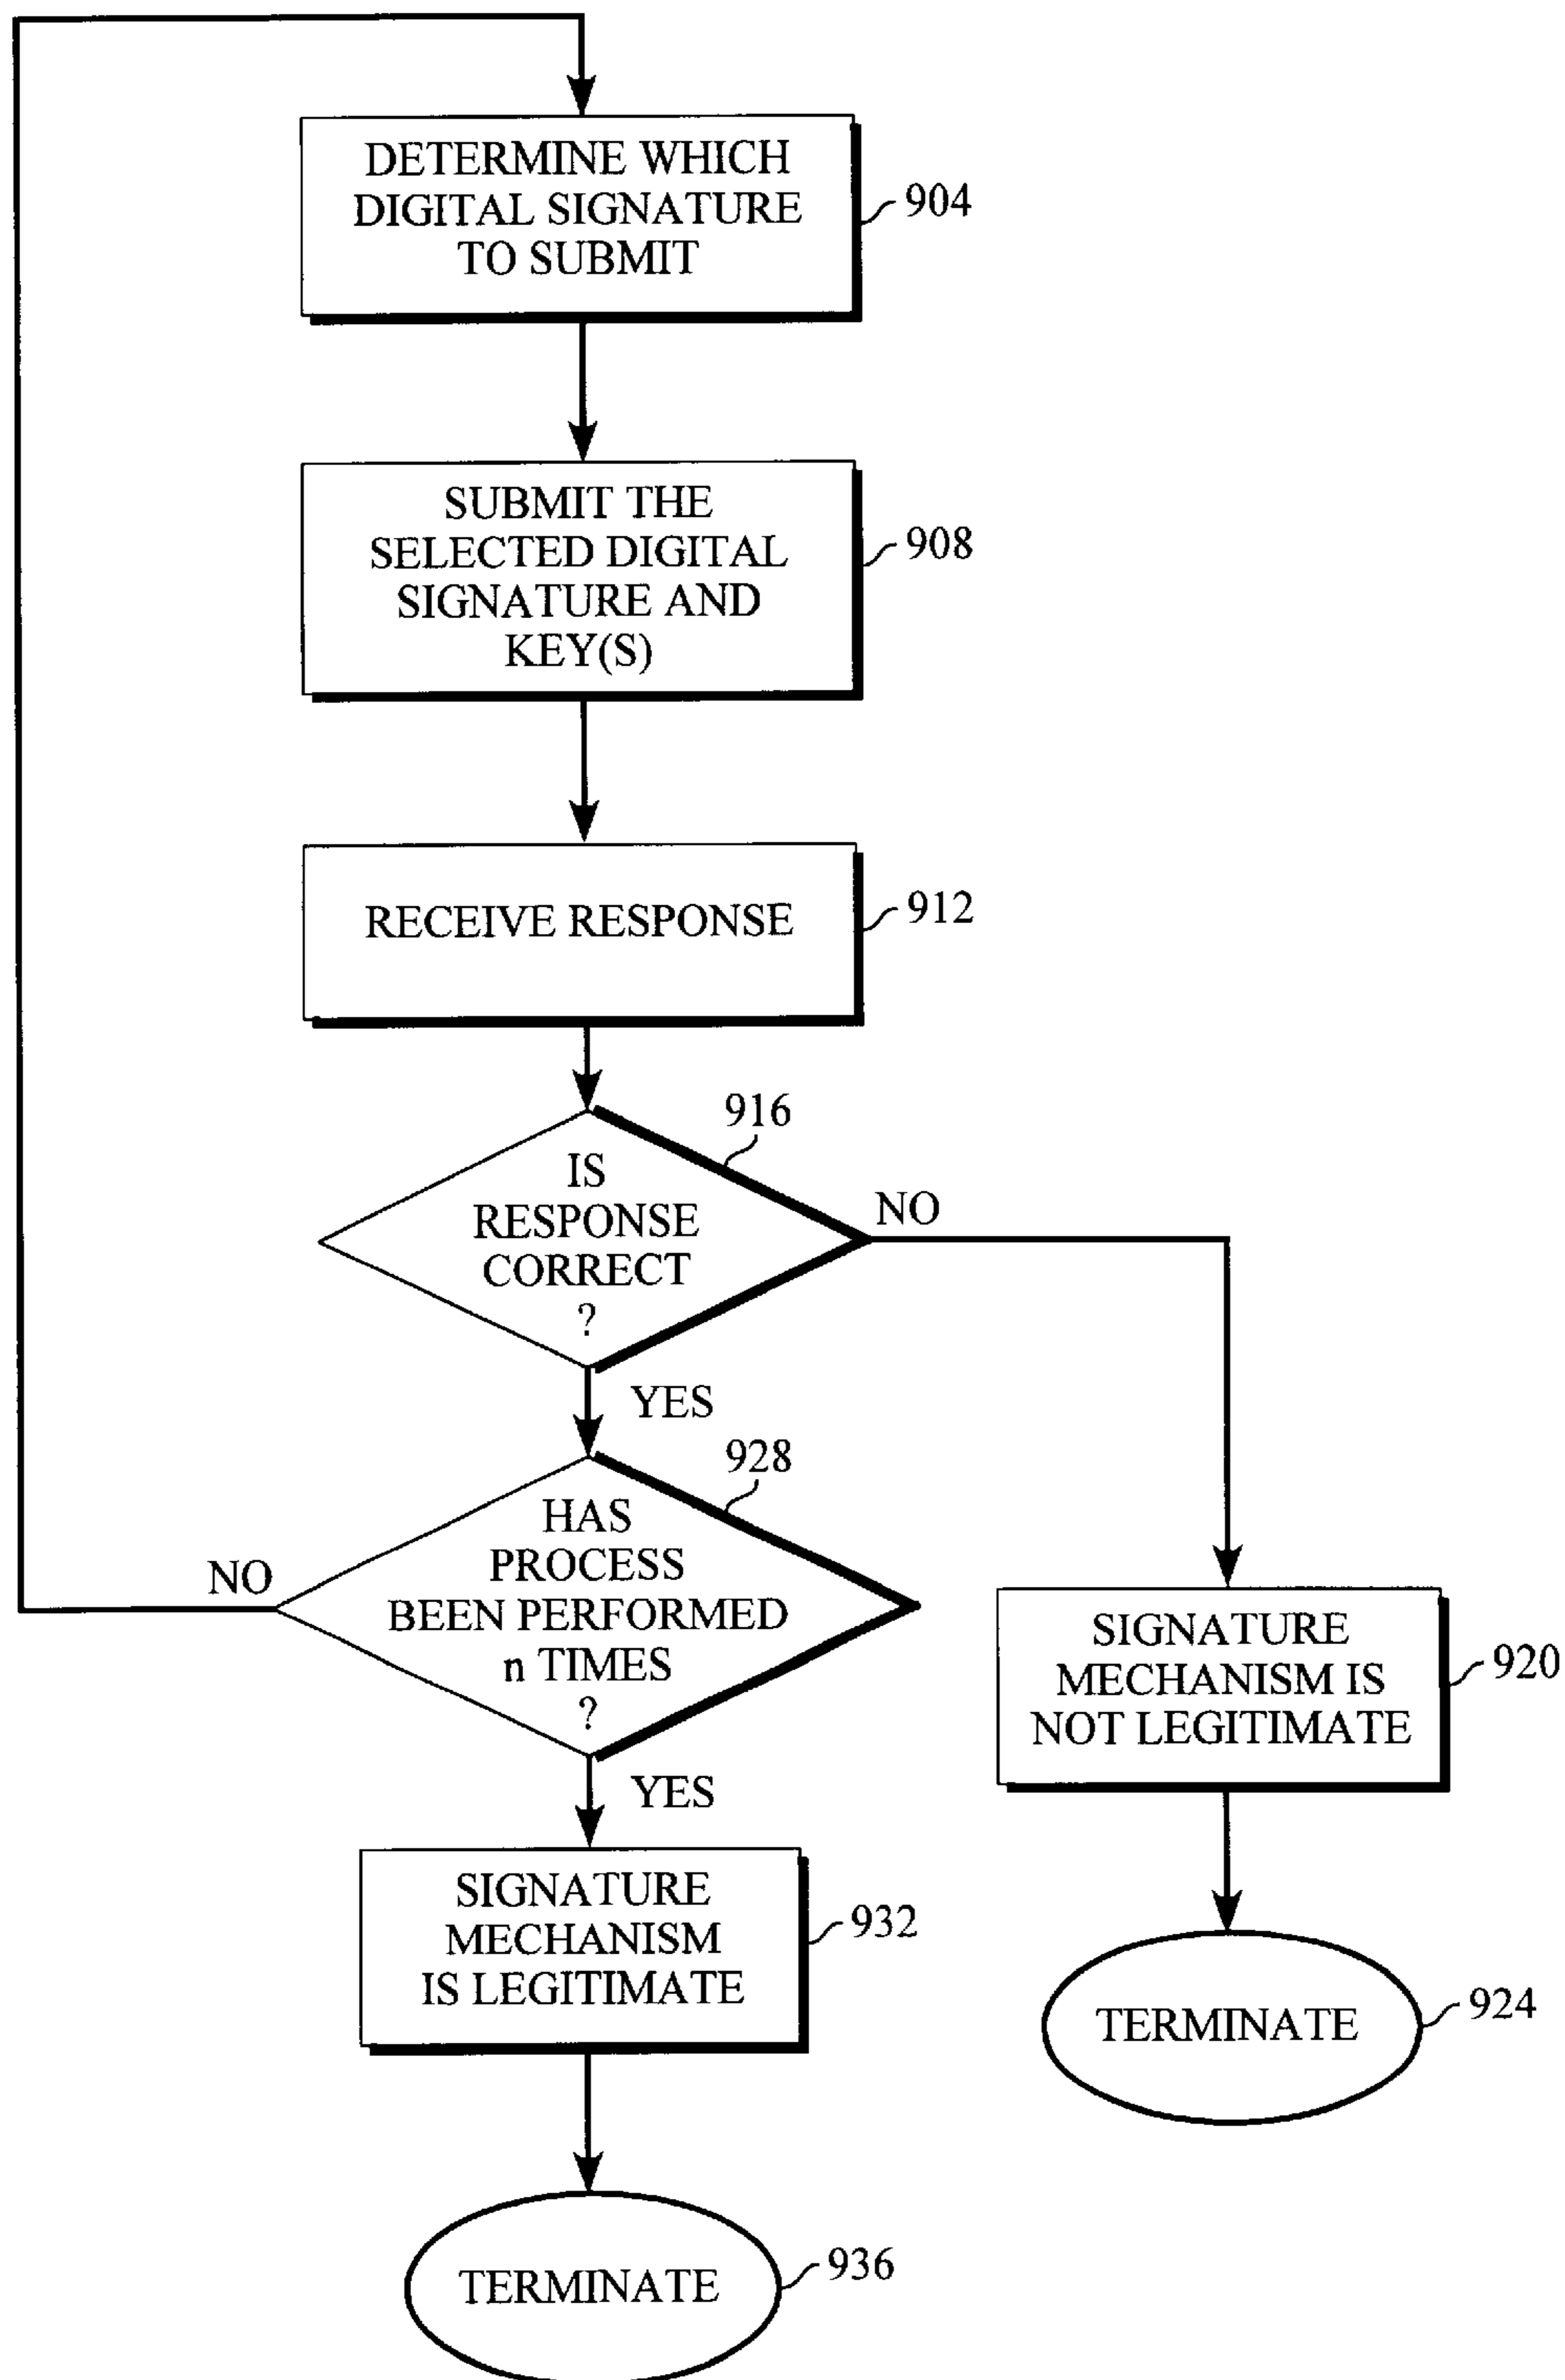 DETERMINE WHICH
DIGITAL SIGNATURE
TO SUBMIT
904
SUBMIT THE
SELECTED DIGITAL
SIGNATURE AND
KEY(S)
908
RECEIVE RESPONSE
912
916
IS
RESPONSE
CORRECT
?
NO
YES
928
HAS
PROCESS
BEEN PERFORMED
n TIMES
?
NO
YES
SIGNATURE
MECHANISM IS
NOT LEGITIMATE
920
SIGNATURE
MECHANISM
IS LEGITIMATE
932
TERMINATE
924
TERMINATE
936